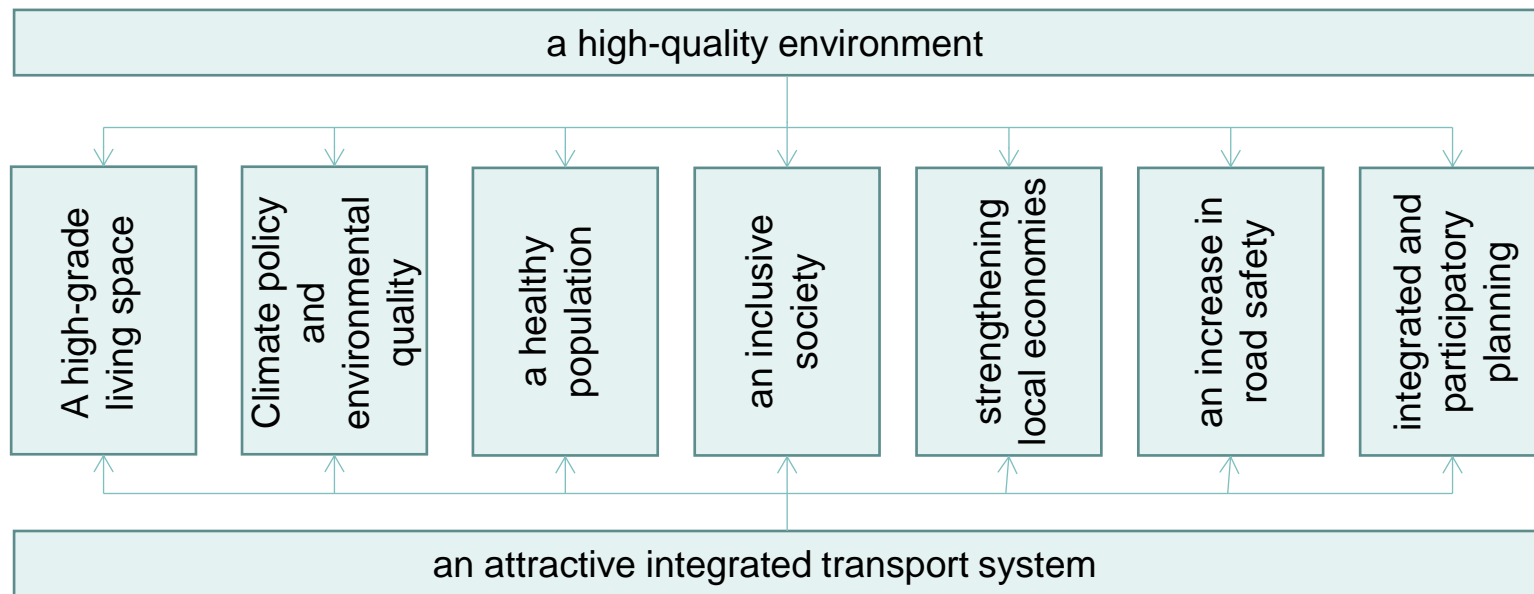 a high-quality environment
A high-grade
living space
Climate policy
and
environmental
quality
a healthy
population
an inclusive
society
strengthening
local economies
an increase in
road safety
integrated and
participatory
planning
an attractive integrated transport system